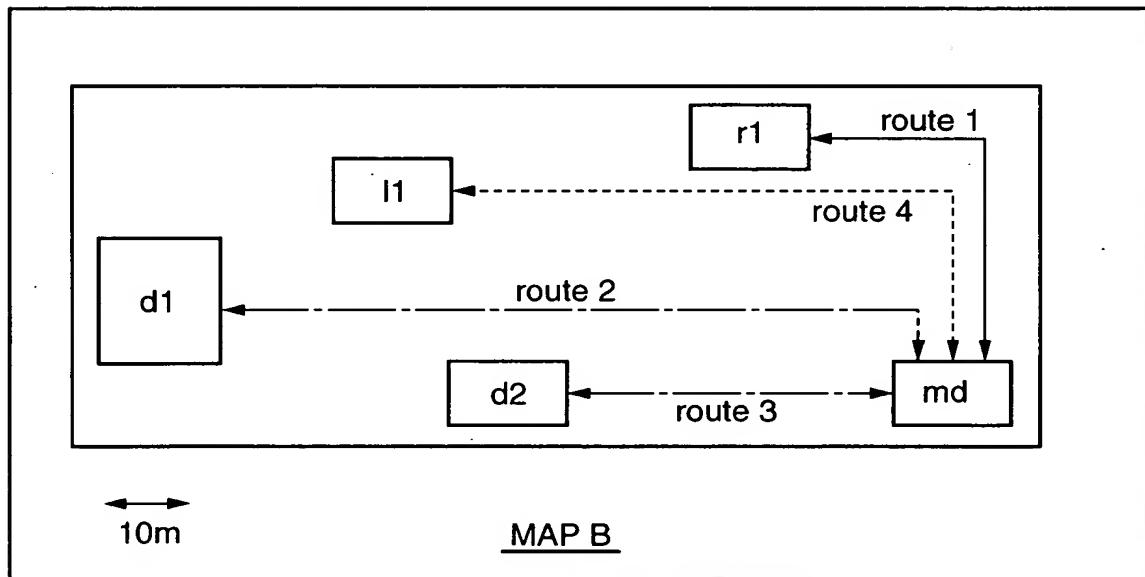 r1
route 1
l1
route 4
d1
route 2
d2
route 3
md
10m
MAP B